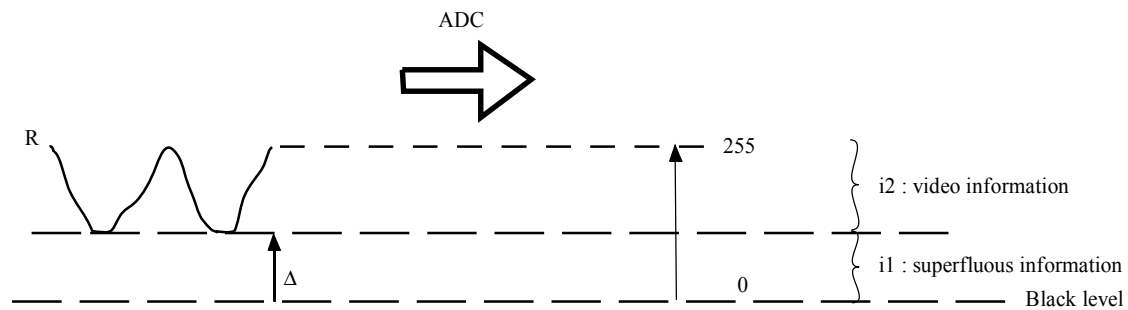 ADC
R
255
i2 : video information
Δ
0
i1 : superfluous information
Black level